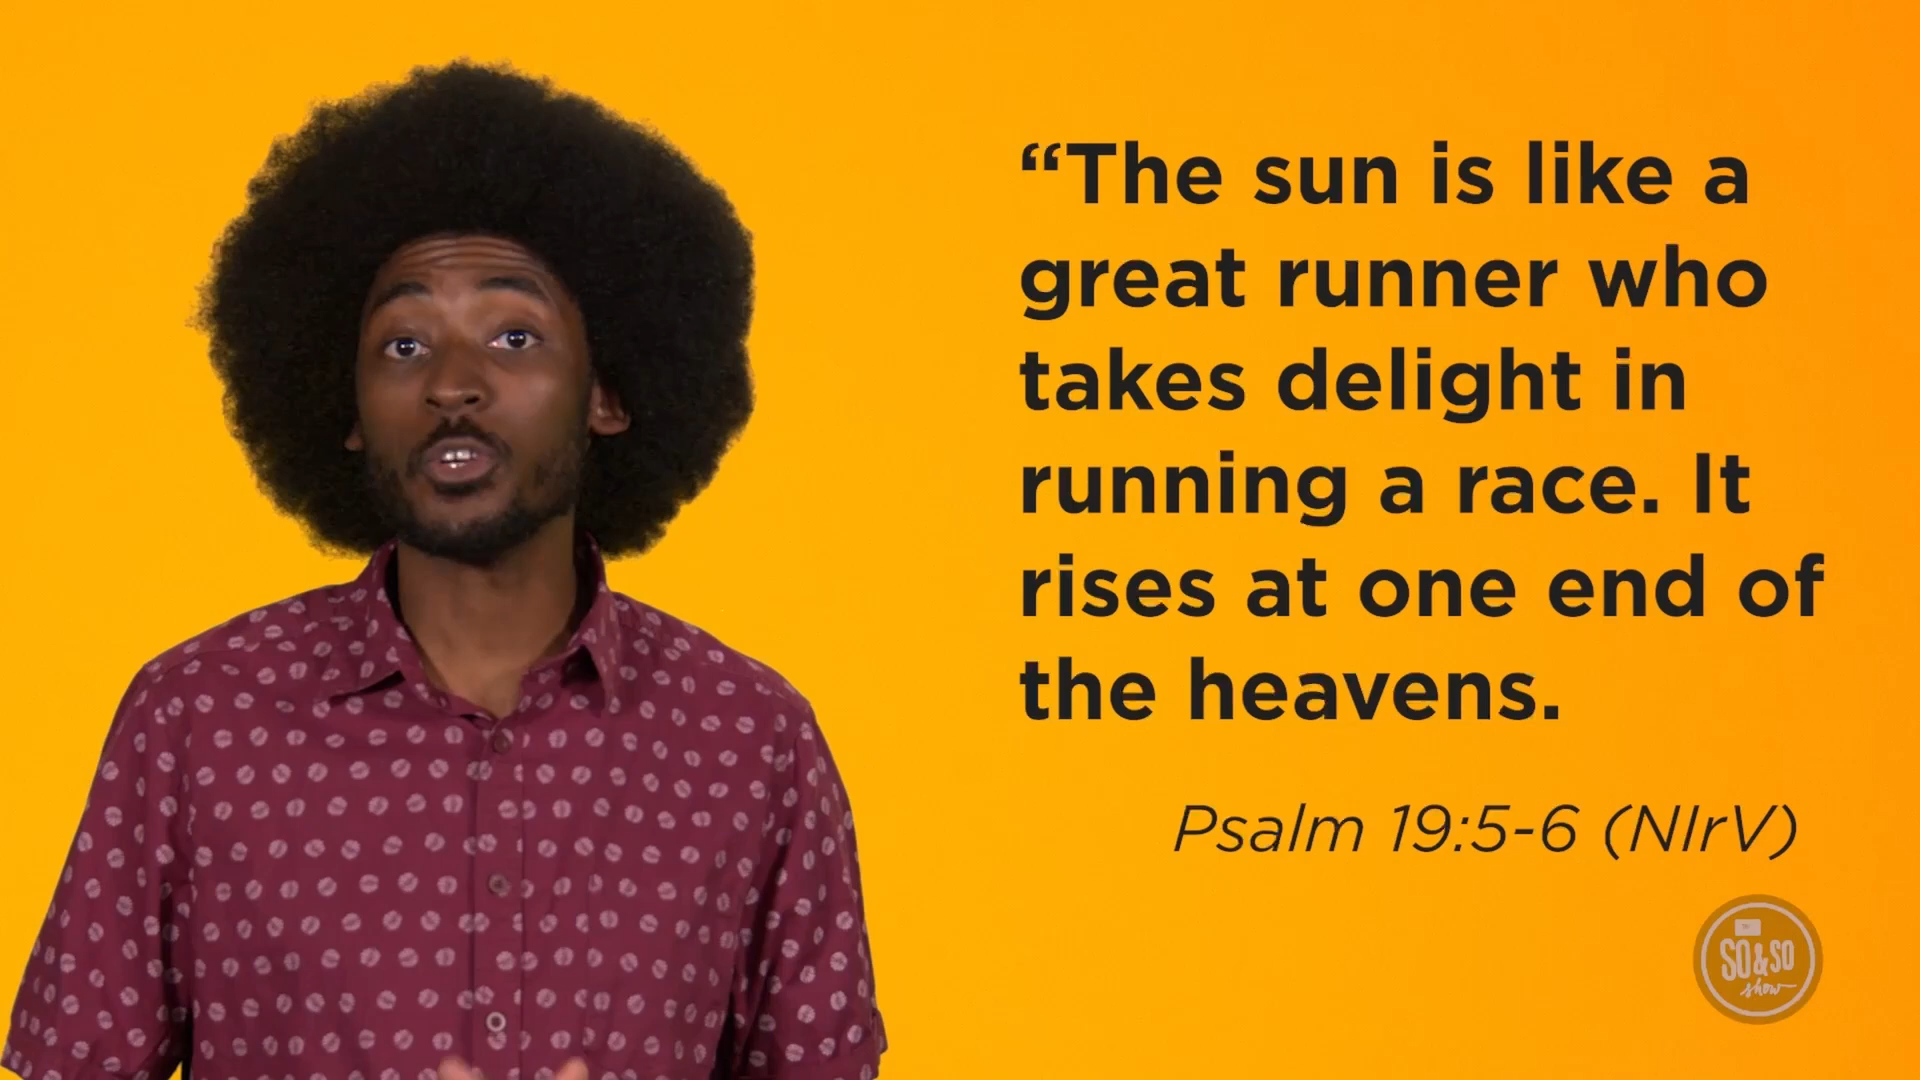 “The sun is like a
great runner who
takes delight in
running a race. It
rises at one end of
the heavens.
Psalm 19:5-6 (NIrV)
SO & SO
show